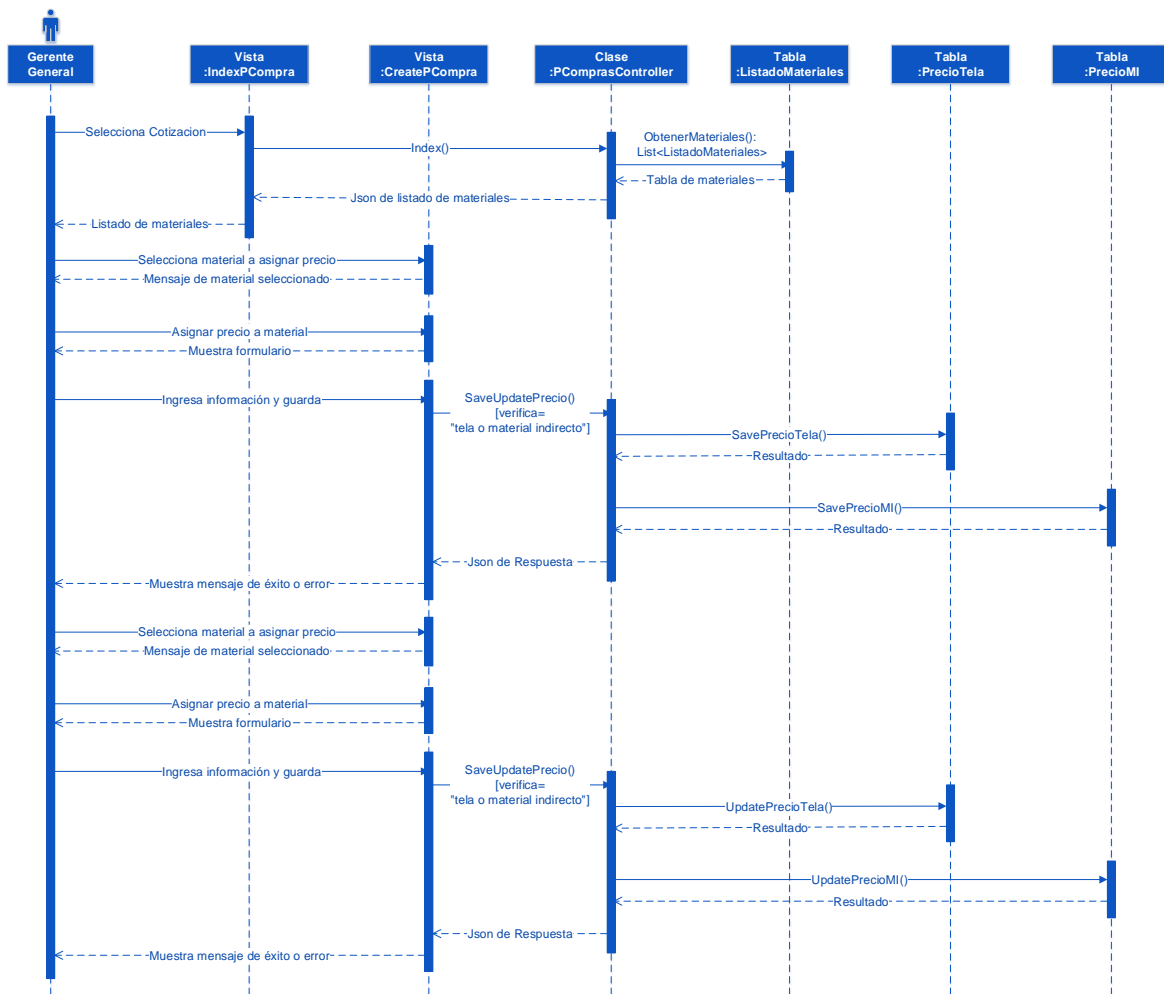 Gerente
General
Vista
:IndexPCompra
Vista
:CreatePCompra
Clase
:PComprasController
Tabla
:ListadoMateriales
Tabla
:PrecioTela
Tabla
:PrecioMI
Selecciona Cotizacion
Index()
ObtenerMateriales():
List<ListadoMateriales>
Tabla de materiales
Json de listado de materiales
Listado de materiales
Selecciona material a asignar precio
Mensaje de material seleccionado
Asignar precio a material
Muestra formulario
Ingresa información y guarda
SaveUpdatePrecio()
[verifica=
"tela o material indirecto"]
SavePrecioTela()
Resultado
SavePrecioMI()
Resultado
Json de Respuesta
Muestra mensaje de éxito o error
Selecciona material a asignar precio
Mensaje de material seleccionado
Asignar precio a material
Muestra formulario
Ingresa información y guarda
SaveUpdatePrecio()
[verifica=
"tela o material indirecto"]
UpdatePrecioTela()
Resultado
UpdatePrecioMI()
Resultado
Json de Respuesta
Muestra mensaje de éxito o error